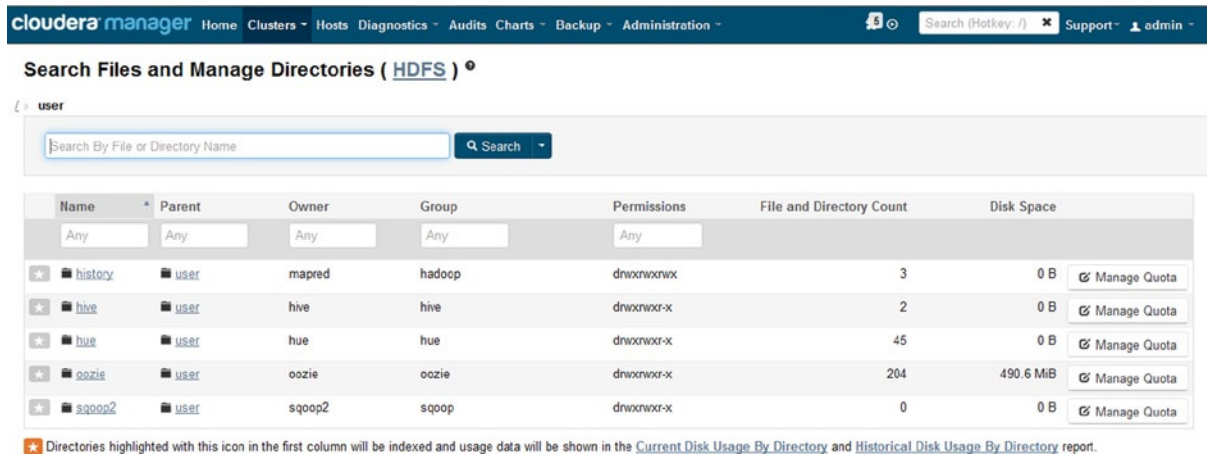 cloudera manager Home Clusters Hosts Diagnostics Audits Charts Backup Administration 5 Search (Hotkey: /) Support admin
Search Files and Manage Directories ( HDFS )
/ > user
Search By File or Directory Name Search
Name Parent Owner Group Permissions File and Directory Count Disk Space
Any Any Any Any Any
history user mapred hadoop drwxrwxrwx 3 0 B Manage Quota
hive user hive hive drwxrwxr-x 2 0 B Manage Quota
hue user hue hue drwxrwxr-x 45 0 B Manage Quota
oozie user oozie oozie drwxrwxr-x 204 490.6 MiB Manage Quota
sqoop2 user sqoop2 sqoop drwxrwxr-x 0 0 B Manage Quota
Directories highlighted with this icon in the first column will be indexed and usage data will be shown in the Current Disk Usage By Directory and Historical Disk Usage By Directory report.